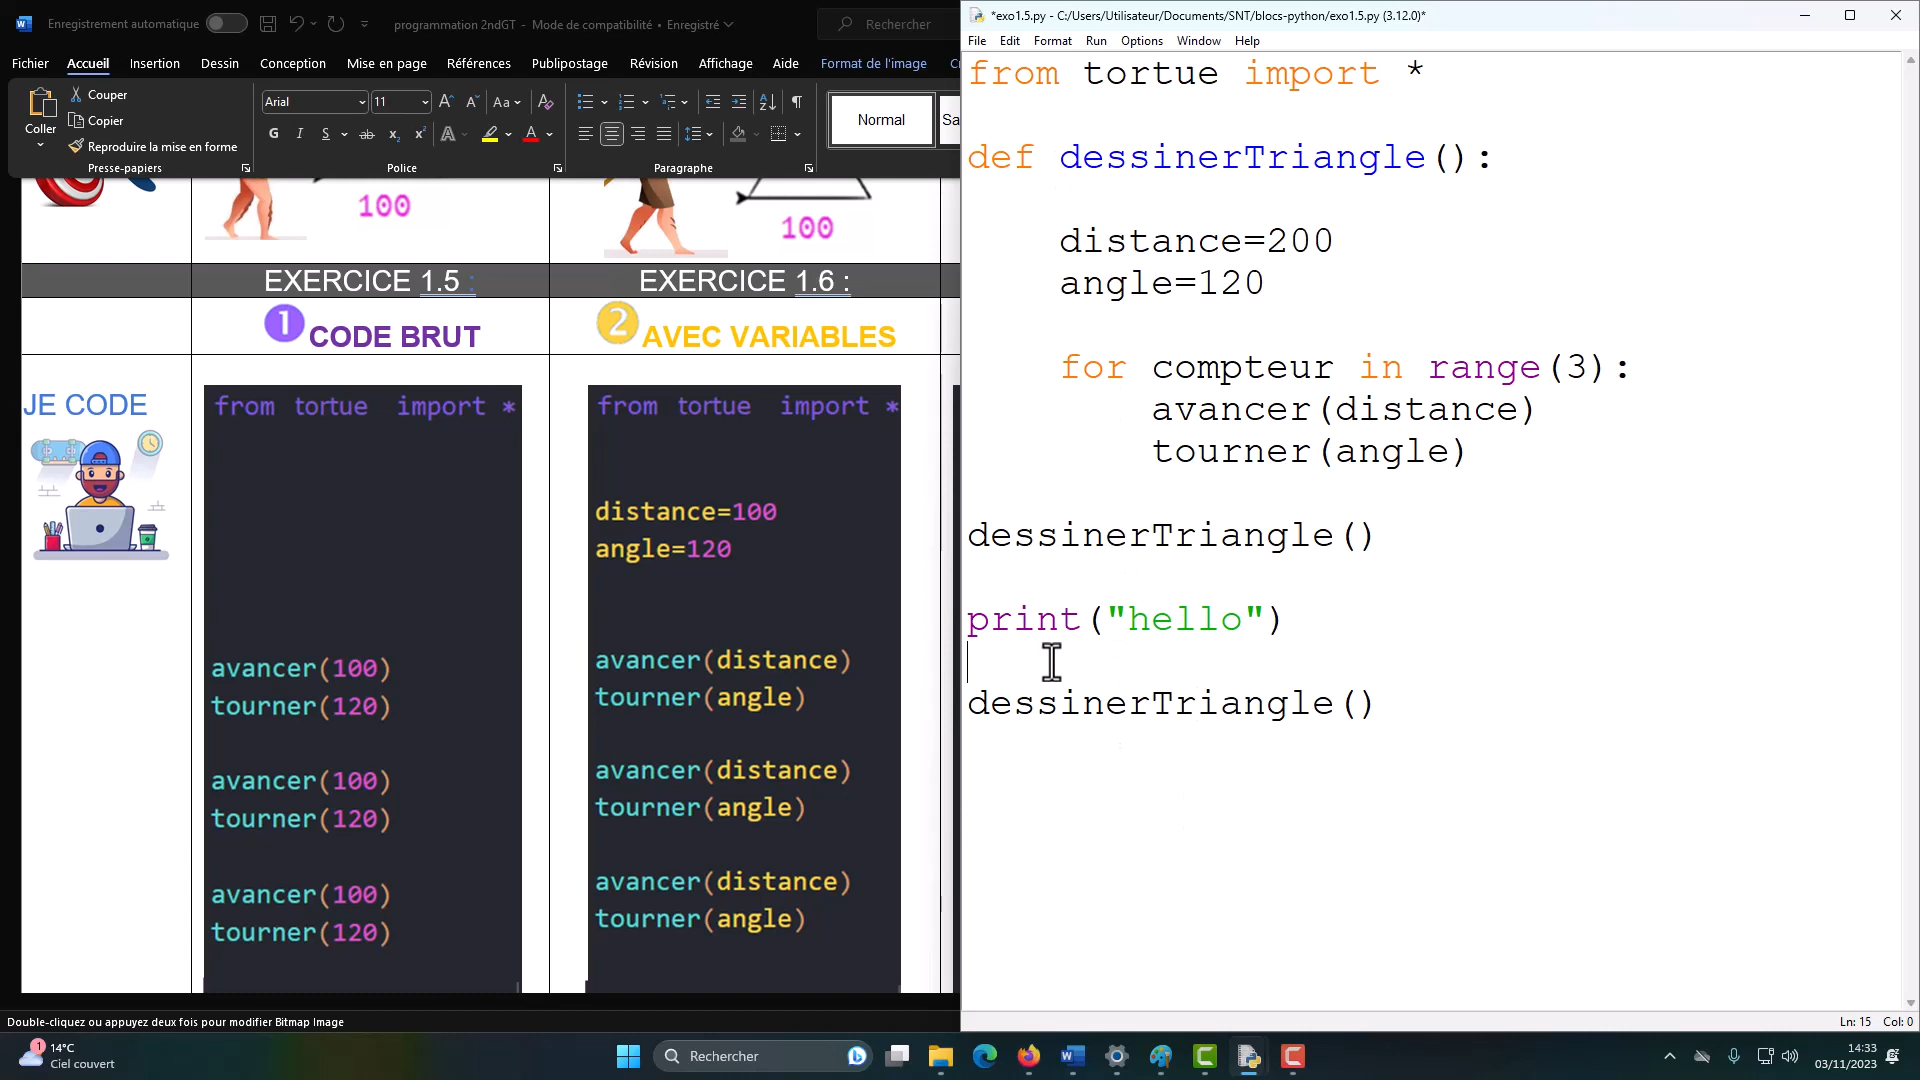 Enregistrement automatique
programmation 2ndGT - Mode de compatibilité • Enregistré
Rechercher
Fichier Accueil Insertion Dessin Conception Mise en page Références Publipostage Révision Affichage Aide Format de l'image
Coller
Couper
Copier
Reproduire la mise en forme
Presse-papiers
Arial 11
Aa
G I S ab x₂ x² A A
Police
Paragraphe
Normal
Sa
100
100
EXERCICE 1.5 :
EXERCICE 1.6 :
1 CODE BRUT
2 AVEC VARIABLES
JE CODE
from tortue import *
avancer(100)
tourner(120)
avancer(100)
tourner(120)
avancer(100)
tourner(120)
from tortue import *
distance=100
angle=120
avancer(distance)
tourner(angle)
avancer(distance)
tourner(angle)
avancer(distance)
tourner(angle)
Double-cliquez ou appuyez deux fois pour modifier Bitmap Image
*exo1.5.py - C:/Users/Utilisateur/Documents/SNT/blocs-python/exo1.5.py (3.12.0)*
File Edit Format Run Options Window Help
from tortue import *
def dessinerTriangle():
distance=200
angle=120
for compteur in range(3):
avancer(distance)
tourner(angle)
dessinerTriangle()
print("hello")
dessinerTriangle()
Ln: 15 Col: 0
1
14°C
Ciel couvert
Rechercher
14:33
03/11/2023